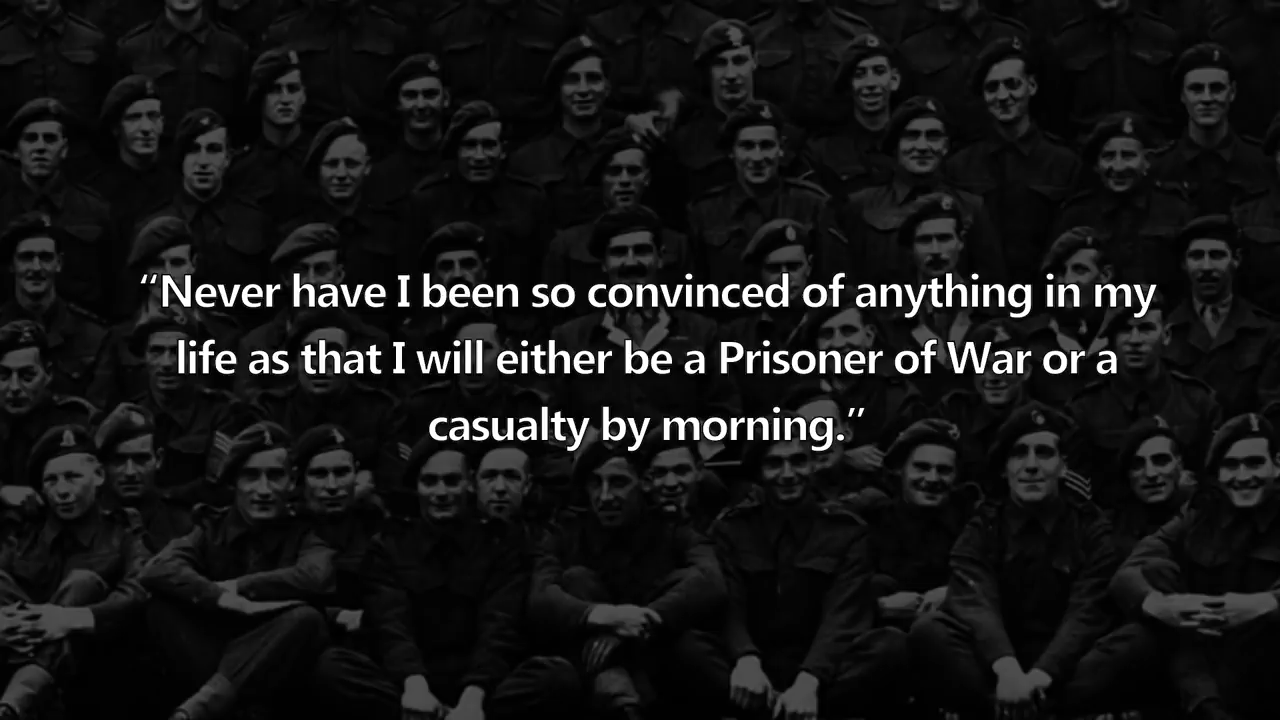 “Never have I been so convinced of anything in my
life as that I will either be a Prisoner of War or a
casualty by morning.”